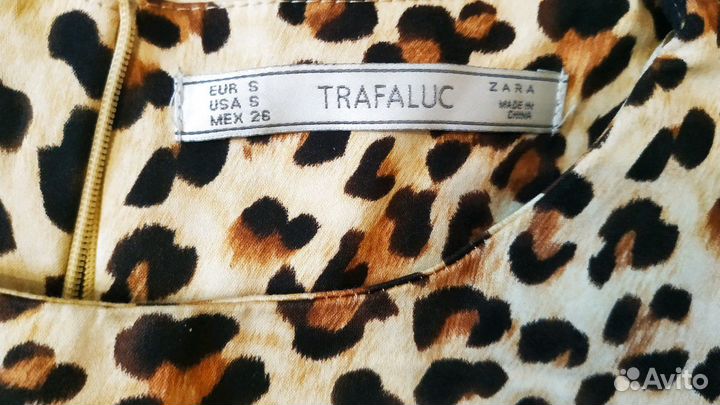 EUR S
USA S
MEX 26
TRAFALUC
ZARA
MADE IN
CHINA
Avito